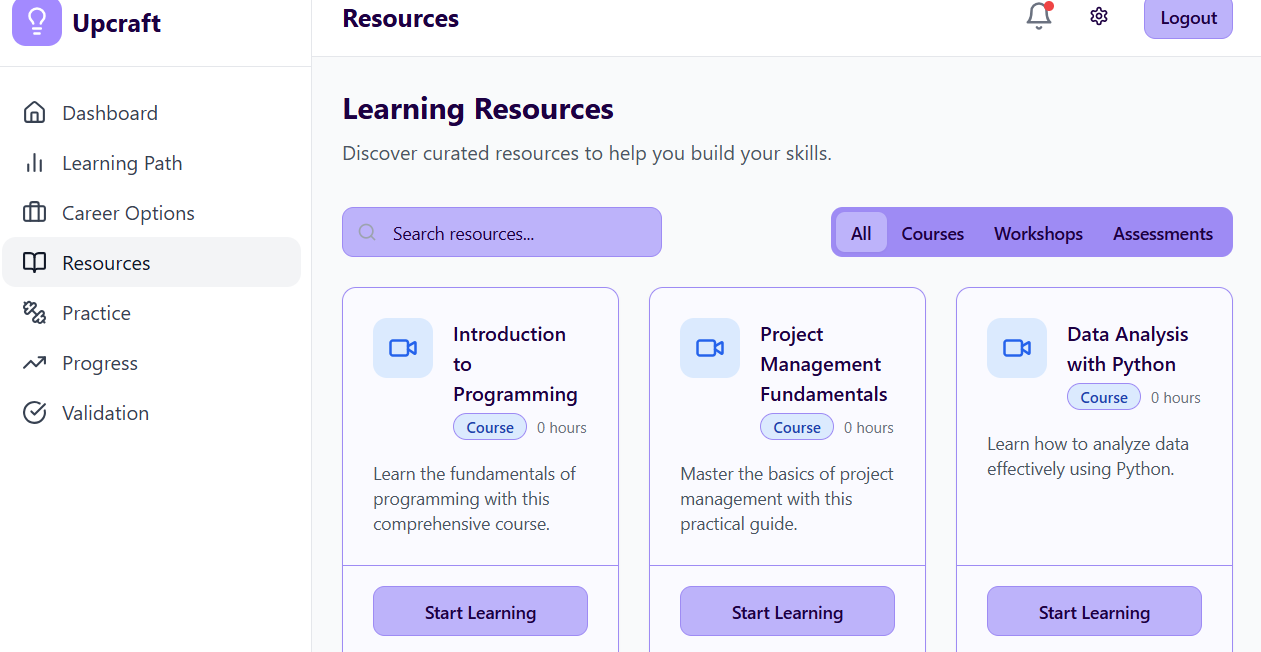 Upcraft
Resources
Logout
Dashboard
Learning Path
Career Options
Resources
Practice
Progress
Validation
Learning Resources
Discover curated resources to help you build your skills.
Search resources...
All Courses Workshops Assessments
Introduction
to
Programming
Course 0 hours
Learn the fundamentals of
programming with this
comprehensive course.
Start Learning
Project
Management
Fundamentals
Course 0 hours
Master the basics of project
management with this
practical guide.
Start Learning
Data Analysis
with Python
Course 0 hours
Learn how to analyze data
effectively using Python.
Start Learning